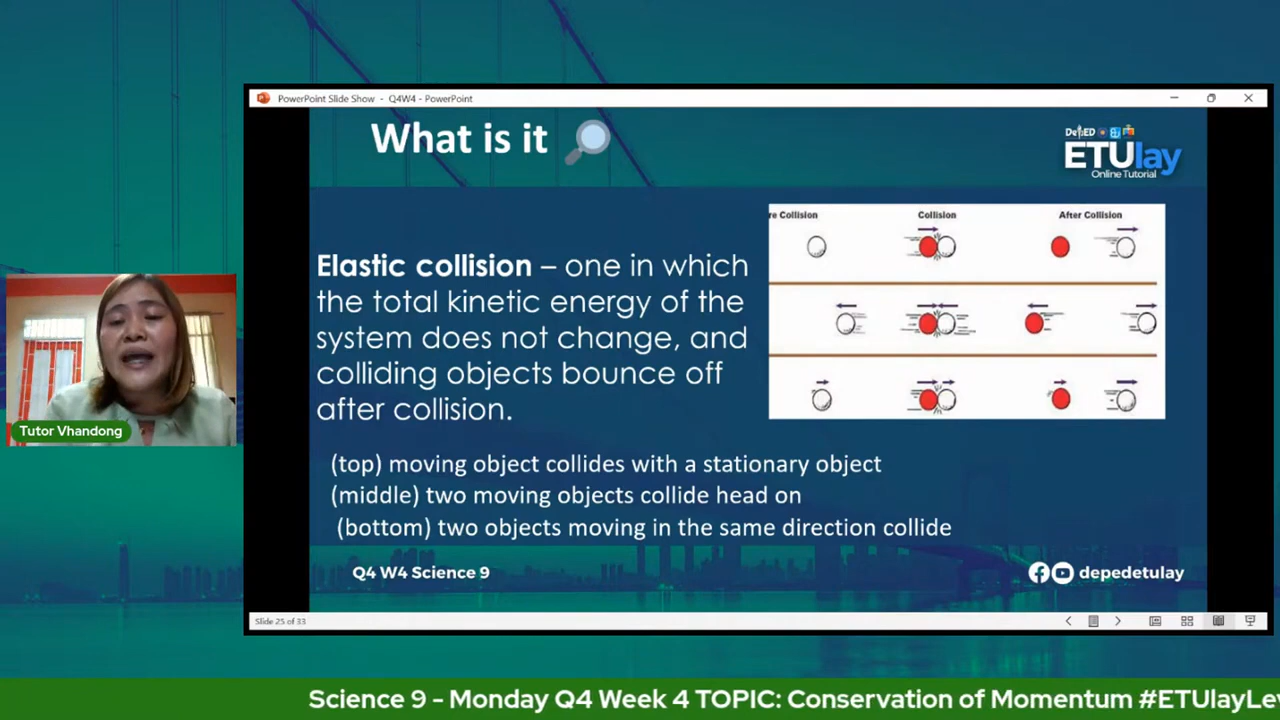 PowerPoint Slide Show - Q4W4 - PowerPoint
What is it
DepED
ETUlay
Online Tutorial
re Collision
Collision
After Collision
Elastic collision – one in which
the total kinetic energy of the
system does not change, and
colliding objects bounce off
after collision.
Tutor Vhandong
(top) moving object collides with a stationary object
(middle) two moving objects collide head on
(bottom) two objects moving in the same direction collide
Q4 W4 Science 9
depedetulay
Slide 25 of 33
Science 9 - Monday Q4 Week 4 TOPIC: Conservation of Momentum #ETUlayLe